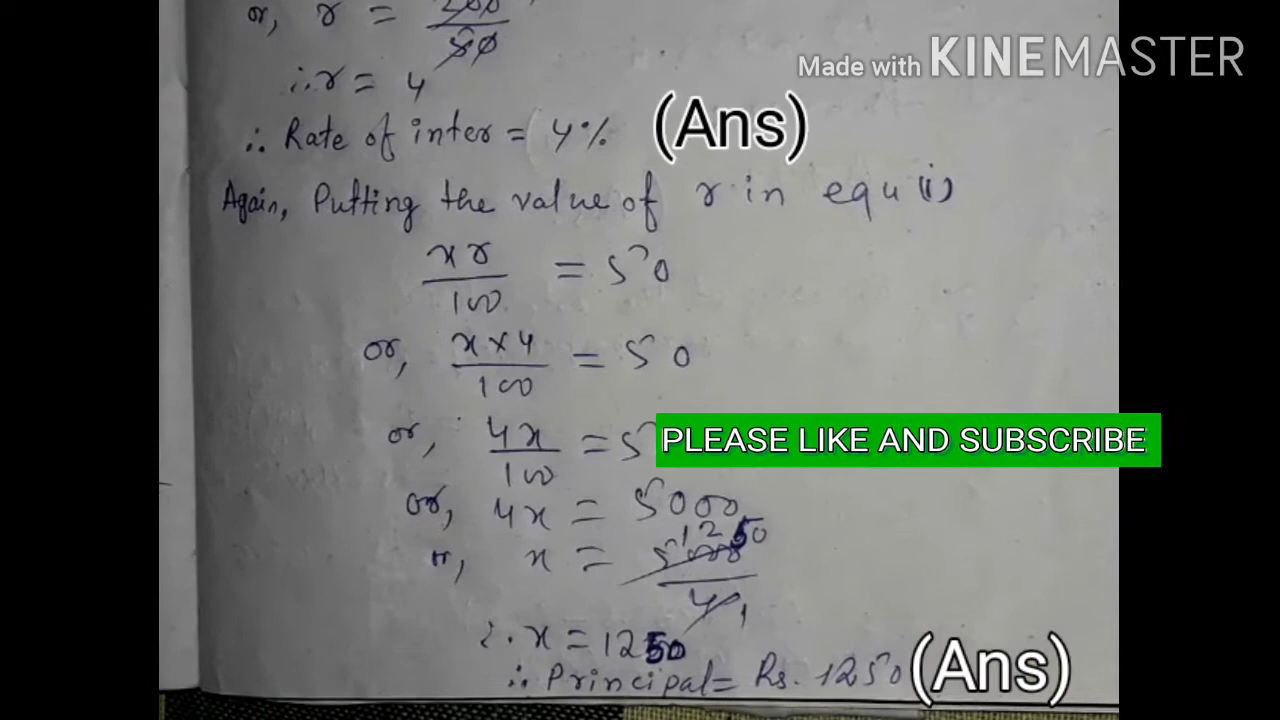 or, r = 200/50
Made with KINEMASTER
∴ r = 4
∴ Rate of inter = 4% (Ans)
Again, Putting the value of r in equ (i)
xr/100 = 50
or, x×4/100 = 50
or, 4x/100 = 5
PLEASE LIKE AND SUBSCRIBE
or, 4x = 5000
or, x = 5000/4 1250 1
∴ x = 1250
∴ Principal = Rs. 1250 (Ans)